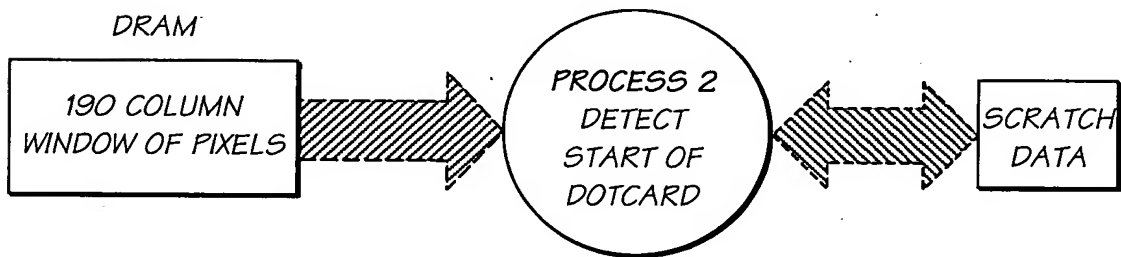 DRAM
190 COLUMN
WINDOW OF PIXELS
PROCESS 2
DETECT
START OF
DOTCARD
SCRATCH
DATA